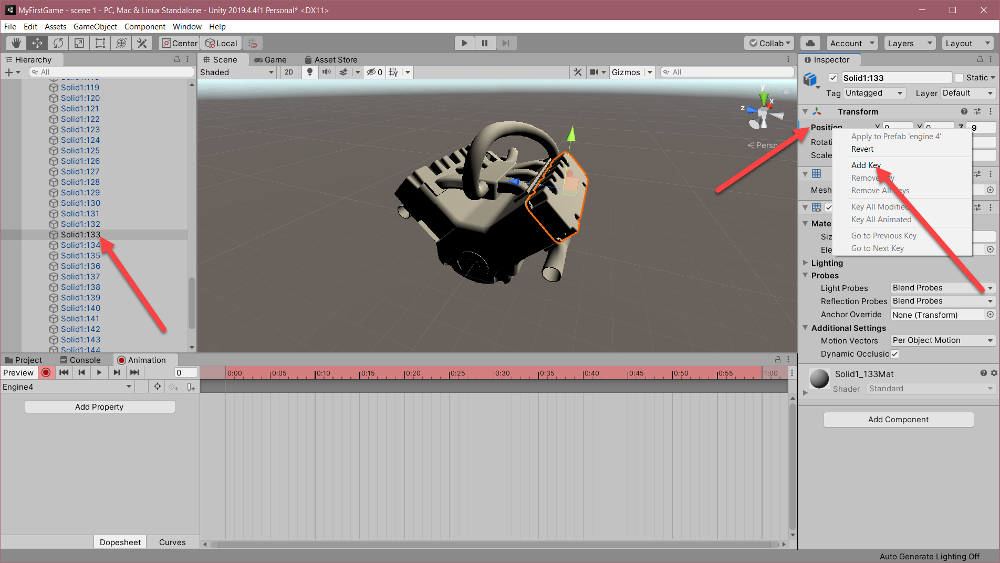 MyFirstGame - scene 1 - PC, Mac & Linux Standalone - Unity 2019.4.4f1 Personal* <DX11>
File Edit Assets GameObject Component Window Help
Center Local
Collab Account Layers Layout
Hierarchy
All
Solid1:119
Solid1:120
Solid1:121
Solid1:122
Solid1:123
Solid1:124
Solid1:125
Solid1:126
Solid1:127
Solid1:128
Solid1:129
Solid1:130
Solid1:131
Solid1:132
Solid1:133
Solid1:134
Solid1:135
Solid1:136
Solid1:137
Solid1:138
Solid1:139
Solid1:140
Solid1:141
Solid1:142
Solid1:143
Solid1:144
Scene Game Asset Store
Shaded 2D 0 Gizmos All
y
x
z
Persp
Inspector
Solid1:133 Static
Tag Untagged Layer Default
Transform
Position X 0 Y 0 Z -9
Scale
Mesh
Lighting
Probes
Light Probes Blend Probes
Reflection Probes Blend Probes
Anchor Override None (Transform)
Additional Settings
Motion Vectors Per Object Motion
Dynamic Occlusic
Solid1_133Mat
Shader Standard
Add Component
Apply to Prefab 'engine 4'
Revert
Add Key
Remove Key
Remove All Keys
Key All Modified
Key All Animated
Go to Previous Key
Go to Next Key
Project Console Animation
Preview 0
0:00 0:05 0:10 0:15 0:20 0:25 0:30 0:35 0:40 0:45 0:50 0:55 1:00
Engine4
Add Property
Dopesheet Curves
Auto Generate Lighting Off